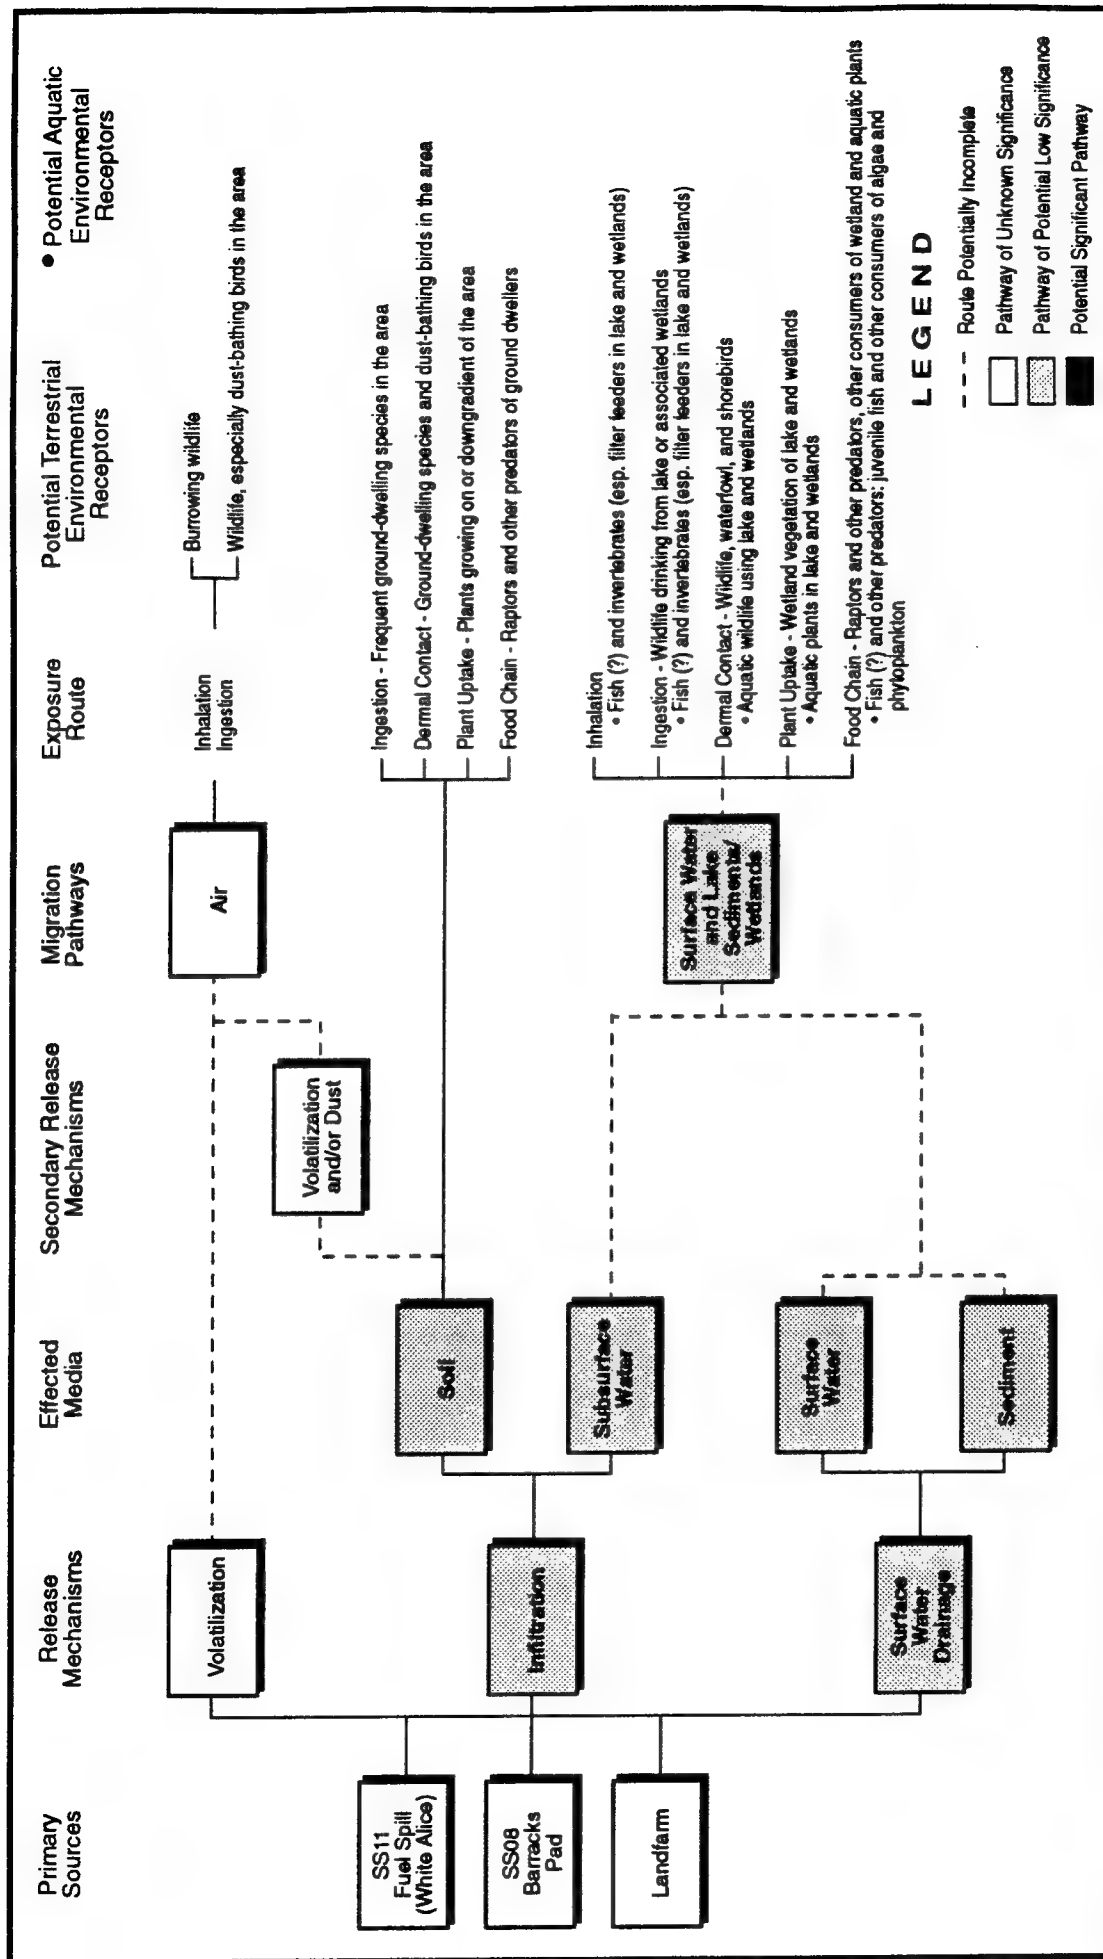 Primary
Sources
Release
Mechanisms
Effected
Media
Secondary Release
Mechanisms
Migration
Pathways
Exposure
Route
Potential Terrestrial
Environmental
Receptors
● Potential Aquatic
Environmental
Receptors
SS11
Fuel Spill
(White Alice)
SS08
Barracks
Pad
Landfarm
Volatilization
Infiltration
Surface
Water
Drainage
Soil
Subsurface
Water
Surface
Water
Sediment
Volatilization
and/or Dust
Air
Surface Water
and Lake
Sediments/
Wetlands
Inhalation
Ingestion
Burrowing wildlife
Wildlife, especially dust-bathing birds in the area
Ingestion - Frequent ground-dwelling species in the area
Dermal Contact - Ground-dwelling species and dust-bathing birds in the area
Plant Uptake - Plants growing on or downgradient of the area
Food Chain - Raptors and other predators of ground dwellers
Inhalation
• Fish (?) and invertebrates (esp. filter feeders in lake and wetlands)
Ingestion - Wildlife drinking from lake or associated wetlands
• Fish (?) and invertebrates (esp. filter feeders in lake and wetlands)
Dermal Contact - Wildlife, waterfowl, and shorebirds
• Aquatic wildlife using lake and wetlands
Plant Uptake - Wetland vegetation of lake and wetlands
• Aquatic plants in lake and wetlands
Food Chain - Raptors and other predators, other consumers of wetland and aquatic plants
• Fish (?) and other predators; juvenile fish and other consumers of algae and
phytoplankton
LEGEND
Route Potentially Incomplete
Pathway of Unknown Significance
Pathway of Potential Low Significance
Potential Significant Pathway